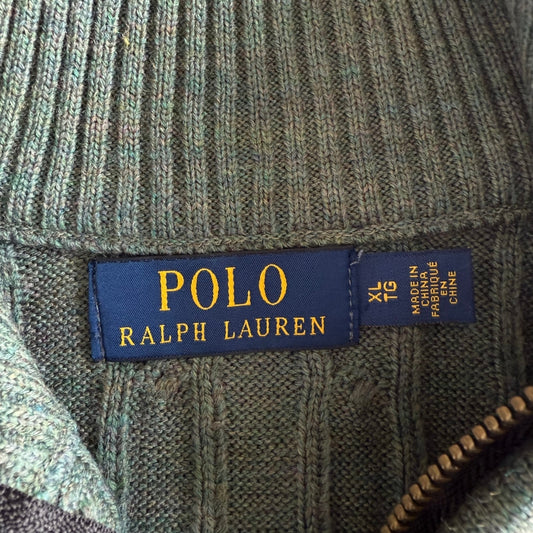 POLO
RALPH LAUREN
XL
TG
MADE IN
CHINA
FABRIQUÉ
EN
CHINE